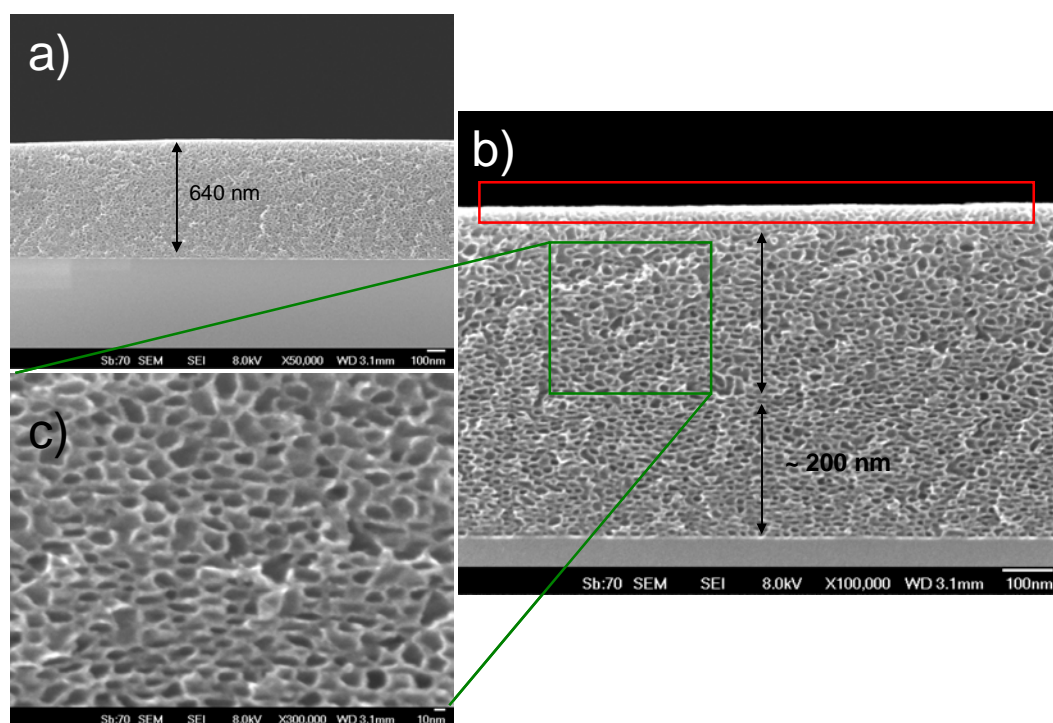 a)
640 nm
Sb:70 SEM SEI 8.0kV X50,000 WD 3.1mm 100nm
b)
~ 200 nm
Sb:70 SEM SEI 8.0kV X100,000 WD 3.1mm 100nm
c)
Sb:70 SEM SEI 8.0kV X300,000 WD 3.1mm 10nm